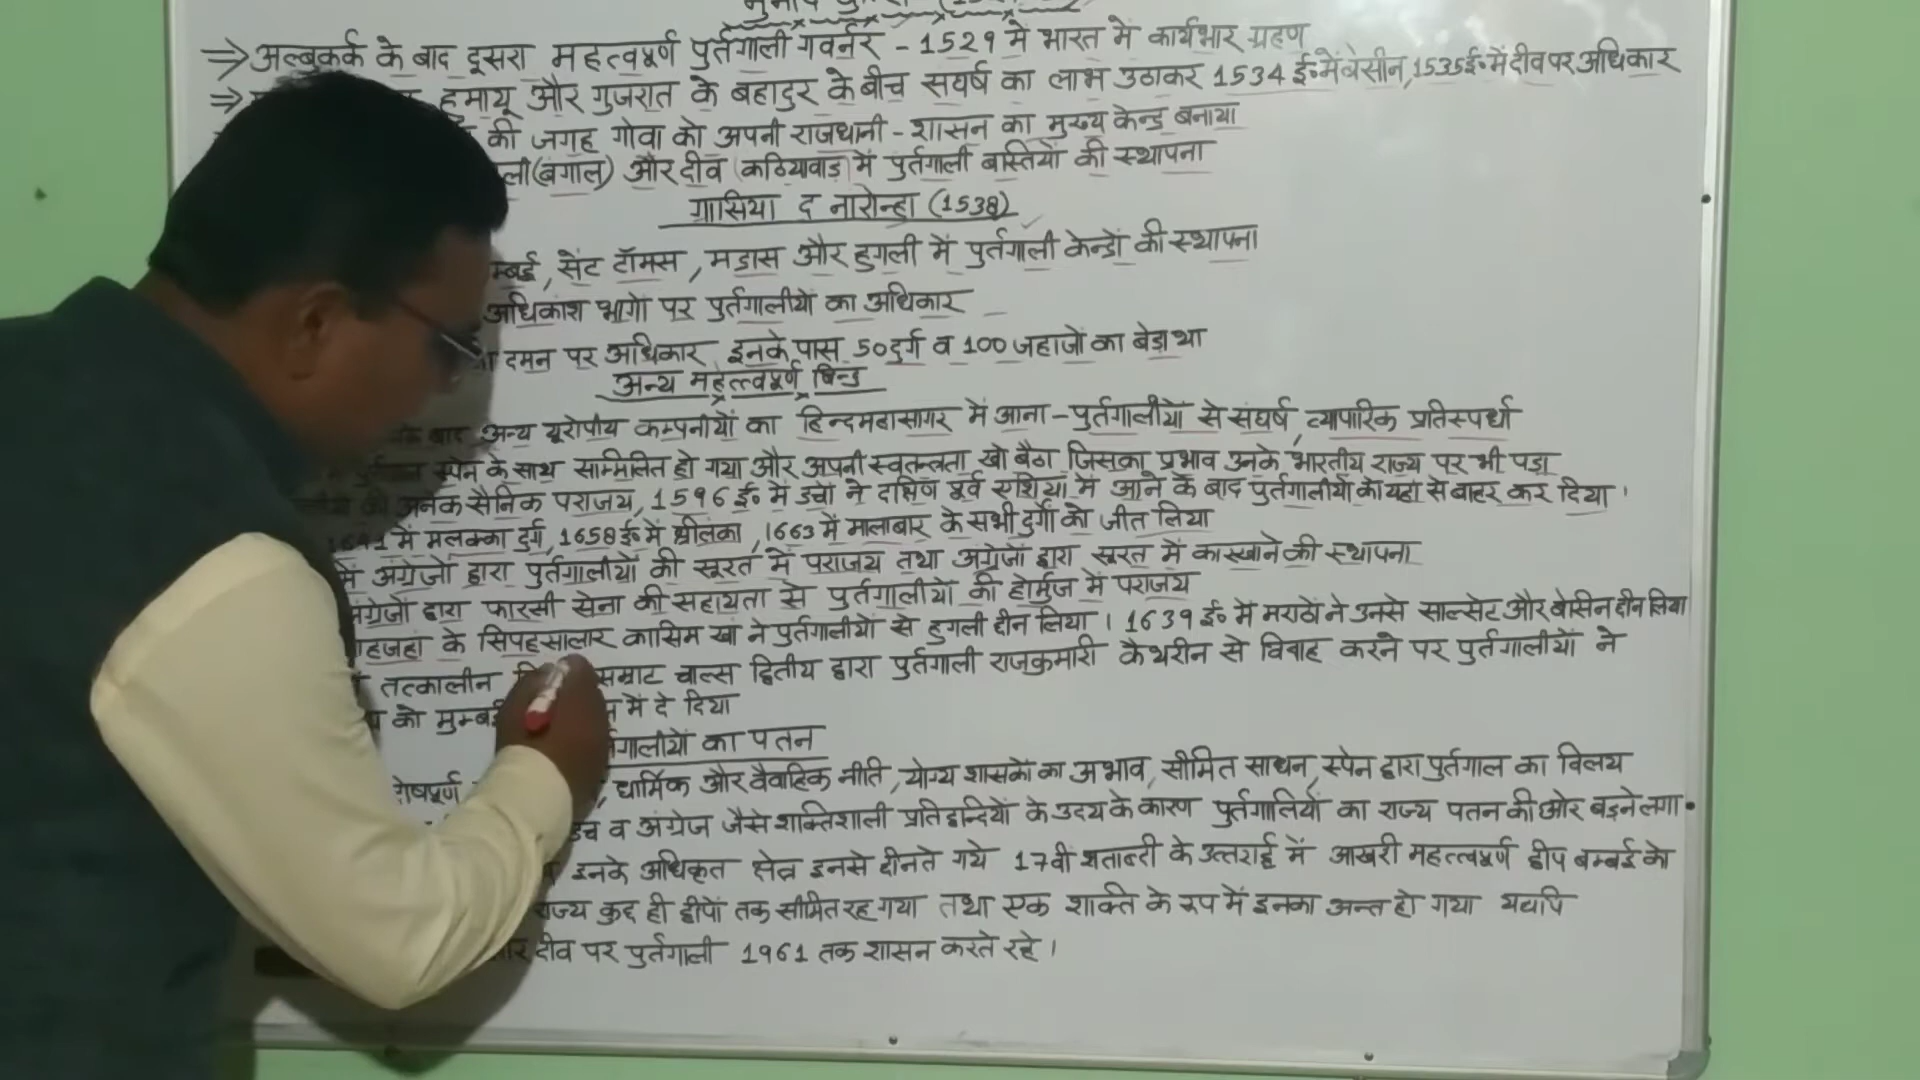 ⇒ अल्बुकर्क के बाद दूसरा महत्वपूर्ण पुर्तगाली गवर्नर - 1529 मे भारत मे कार्यभार ग्रहण
⇒ हुमायू और गुजरात के बहादुर के बीच सघर्ष का लाभ उठाकर 1534 ई॰ में बेसीन, 1535ई॰ में दीव पर अधिकार
की जगह गोवा को अपनी राजधानी - शासन का मुख्य केन्द्र बनाया
ली(बंगाल) और दीव (कठियावाड़) में पुर्तगाली बस्तियों की स्थापना
गार्सिया द नारोन्हा (1538)
म्बई, सेंट टॉमस, मद्रास और हुगली में पुर्तगाली केन्द्रों की स्थापना
अधिकाश भागो पर पुर्तगालीयों का अधिकार
दमन पर अधिकार, इनके पास 50 दुर्ग व 100 जहाजों का बेड़ा था
अन्य महत्त्वपूर्ण बिन्दु
के बाद अन्य यूरोपीय कम्पनीयों का हिन्दमहासागर में आना - पुर्तगालीयों से संघर्ष, व्यापारिक प्रतिस्पर्धा
स्पेन के साथ सम्मिलित हो गया और अपनी स्वतन्त्रता खो बैठा जिसका प्रभाव उनके भारतीय राज्य पर भी पड़ा
अनेक सैनिक पराजय, 1596 ई॰ में डचों ने दक्षिण पूर्व एशिया में आने के बाद पुर्तगालीयों को यहा से बाहर कर दिया।
1641 में मलक्का दुर्ग, 1658 ई॰ में श्रीलंका, 1663 में मालाबार के सभी दुर्गो को जीत लिया
में अंग्रेजों द्वारा पुर्तगालीयों की सूरत में पराजय तथा अंग्रेजों द्वारा सूरत में कारखाने की स्थापना
अंग्रेजों द्वारा फारसी सेना की सहायता से पुर्तगालीयों की होर्मुज में पराजय
हजहां के सिपहसालार कासिम खा ने पुर्तगालीयों से हुगली छीन लिया। 1639 ई॰ में मराठों ने उनसे साल्सेट और बेसिन छीन लिया
तत्कालीन सम्राट चाल्स द्वितीय द्वारा पुर्तगाली राजकुमारी कैथरीन से विवाह करने पर पुर्तगालीयों ने
को मुम्बई में दे दिया
र्तगालीयों का पतन
धार्मिक और वैवाहिक नीति, योग्य शासकों का अभाव, सीमित साधन, स्पेन द्वारा पुर्तगाल का विलय
डच व अंग्रेज जैसे शक्तिशाली प्रतिद्वन्दियों के उदय के कारण पुर्तगालियों का राज्य पतन की ओर बड़ने लगा
इनके अधिकृत क्षेत्र इनसे छीनते गये 17वी शताब्दी के उत्तरार्द्ध में आखरी महत्त्वपूर्ण द्वीप बम्बई को
राज्य कुछ ही द्वीपों तक सीमित रह गया तथा एक शक्ति के रूप में इनका अन्त हो गया यद्यपि
दीव पर पुर्तगाली 1961 तक शासन करते रहे।